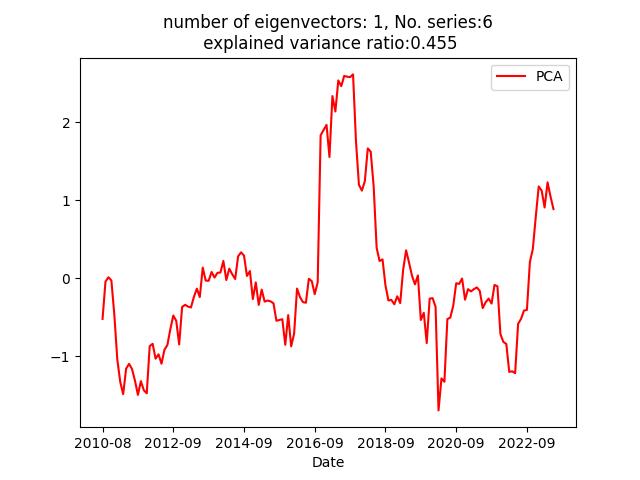 number of eigenvectors: 1, No. series:6
explained variance ratio:0.455
PCA
2
1
0
−1
2010-08 2012-09 2014-09 2016-09 2018-09 2020-09 2022-09
Date